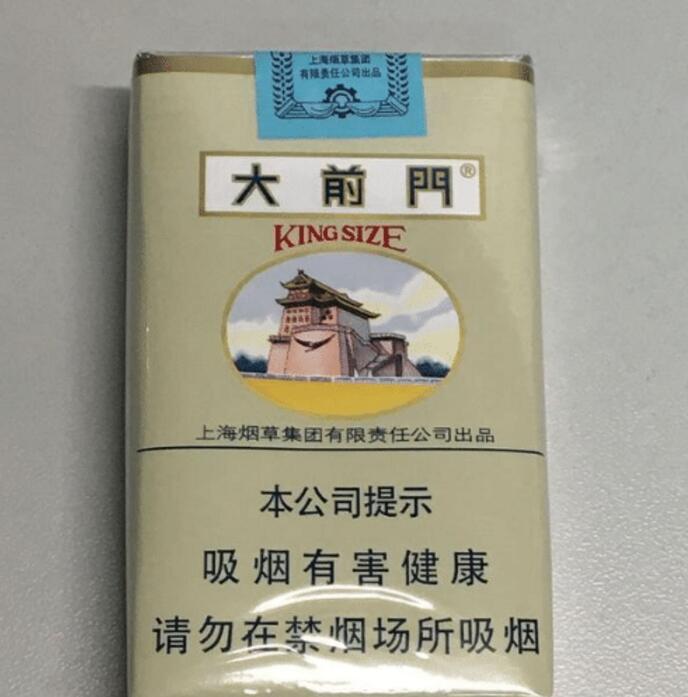 上海烟草集团
有限责任公司出品
大前門®
KING SIZE
上海烟草集团有限责任公司出品
本公司提示
吸烟有害健康
请勿在禁烟场所吸烟